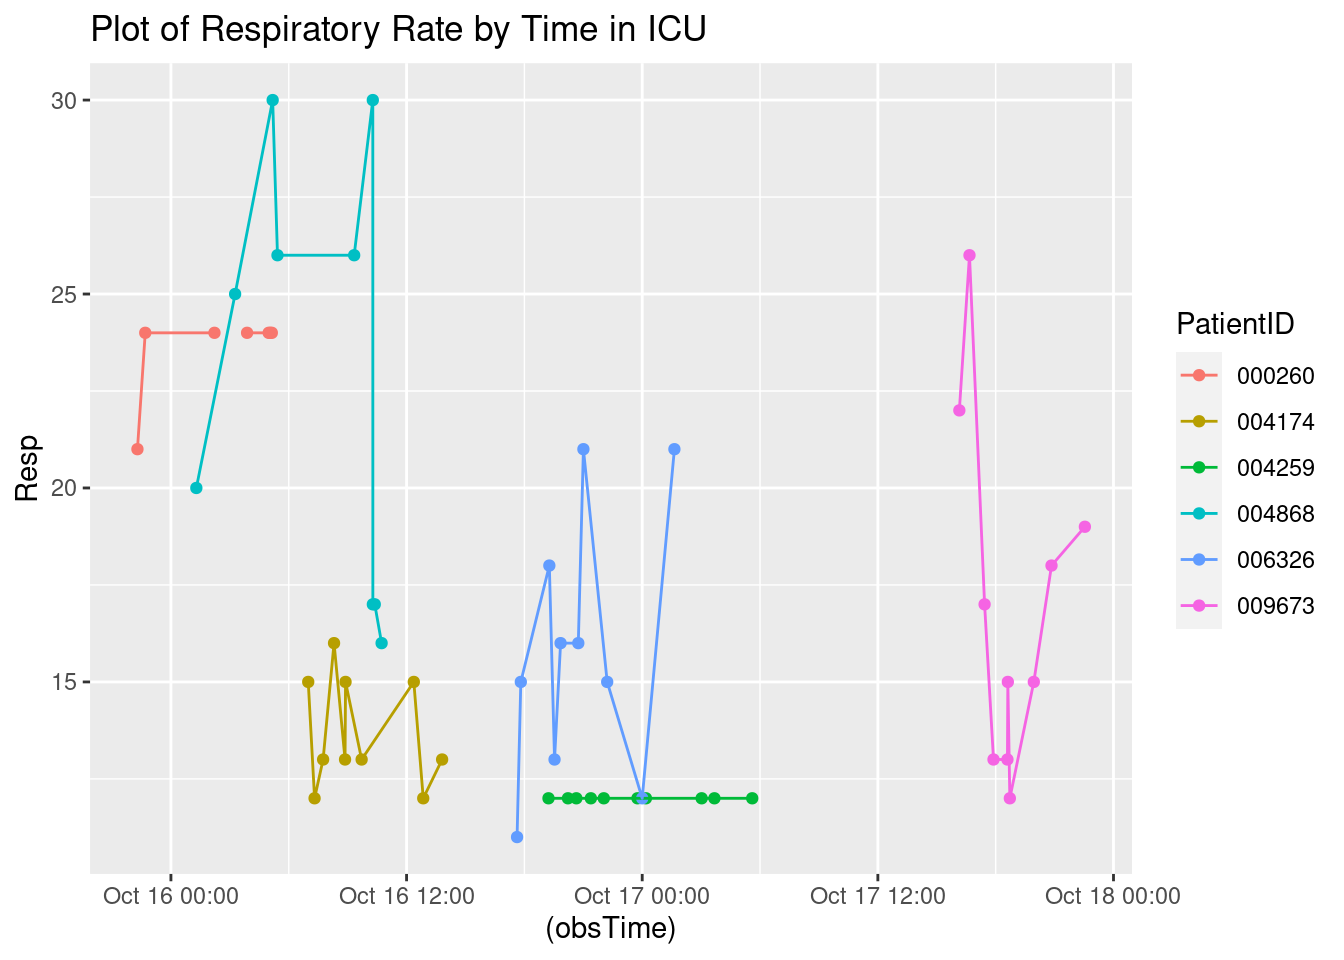 Plot of Respiratory Rate by Time in ICU
30
25
20
15
Resp
Oct 16 00:00
Oct 16 12:00
Oct 17 00:00
Oct 17 12:00
Oct 18 00:00
(obsTime)
PatientID
000260
004174
004259
004868
006326
009673